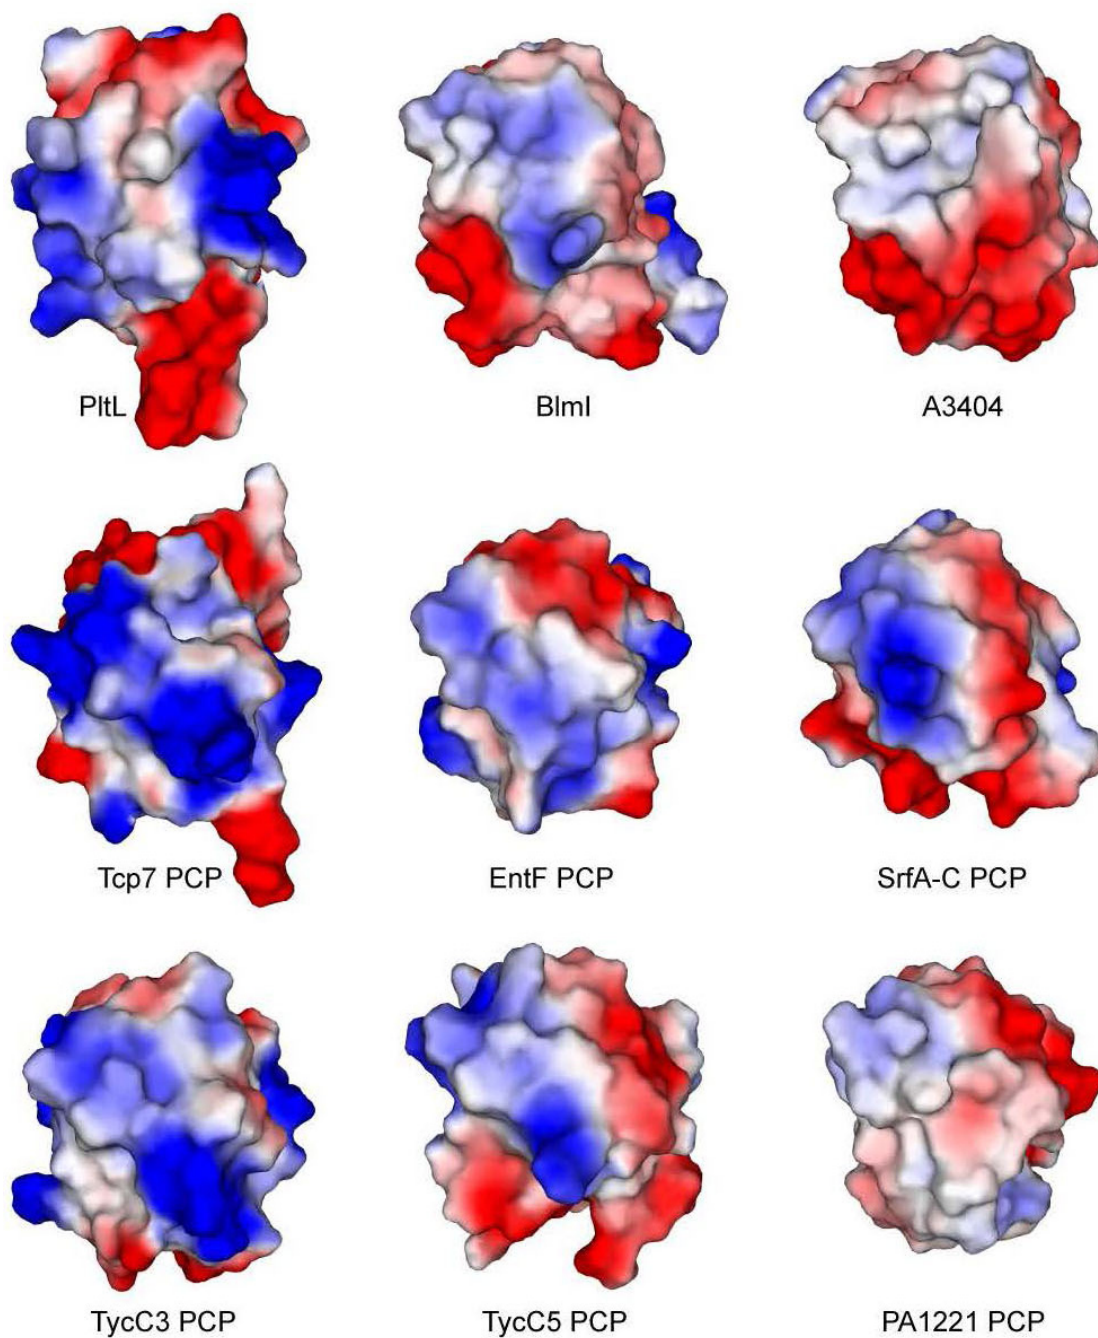 PltL
BlmI
A3404
Tcp7 PCP
EntF PCP
SrfA-C PCP
TycC3 PCP
TycC5 PCP
PA1221 PCP